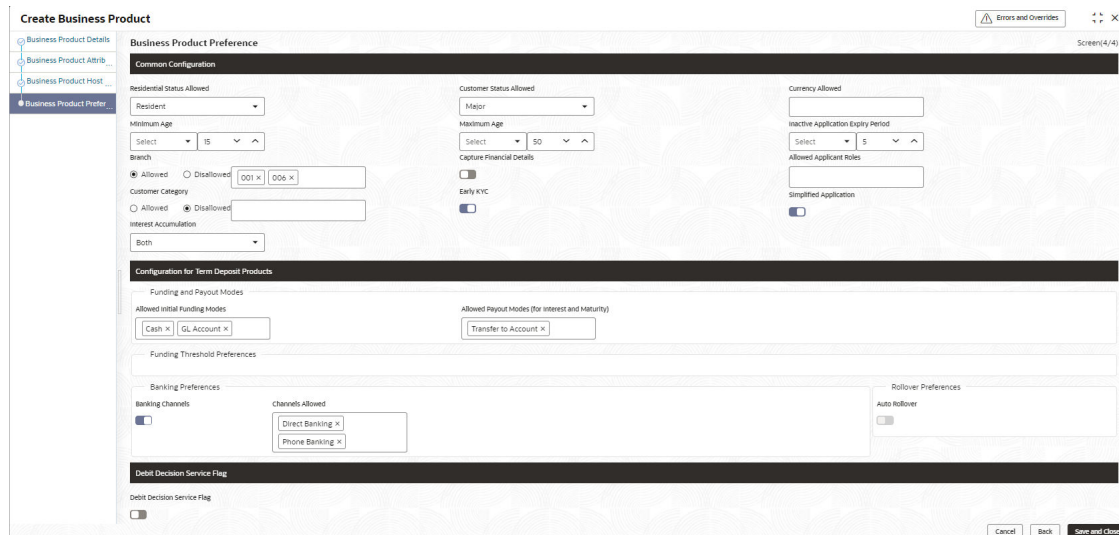 Create Business Product
Errors and Overrides
Business Product Details
Business Product Attrib...
Business Product Host ...
Business Product Prefer...
Business Product Preference
Screen(4/4)
Common Configuration
Residential Status Allowed
Customer Status Allowed
Currency Allowed
Resident
Major
Minimum Age
Maximum Age
Inactive Application Expiry Period
Select 15
Select 50
Select 5
Branch
Capture Financial Details
Allowed Applicant Roles
Allowed Disallowed 001 × 006 ×
Customer Category
Early KYC
Simplified Application
Allowed Disallowed
Interest Accumulation
Both
Configuration for Term Deposit Products
Funding and Payout Modes
Allowed Initial Funding Modes
Allowed Payout Modes (for Interest and Maturity)
Cash × GL Account ×
Transfer to Account ×
Funding Threshold Preferences
Banking Preferences
Rollover Preferences
Banking Channels
Channels Allowed
Auto Rollover
Direct Banking ×
Phone Banking ×
Debit Decision Service Flag
Debit Decision Service Flag
Cancel Back Save and Close